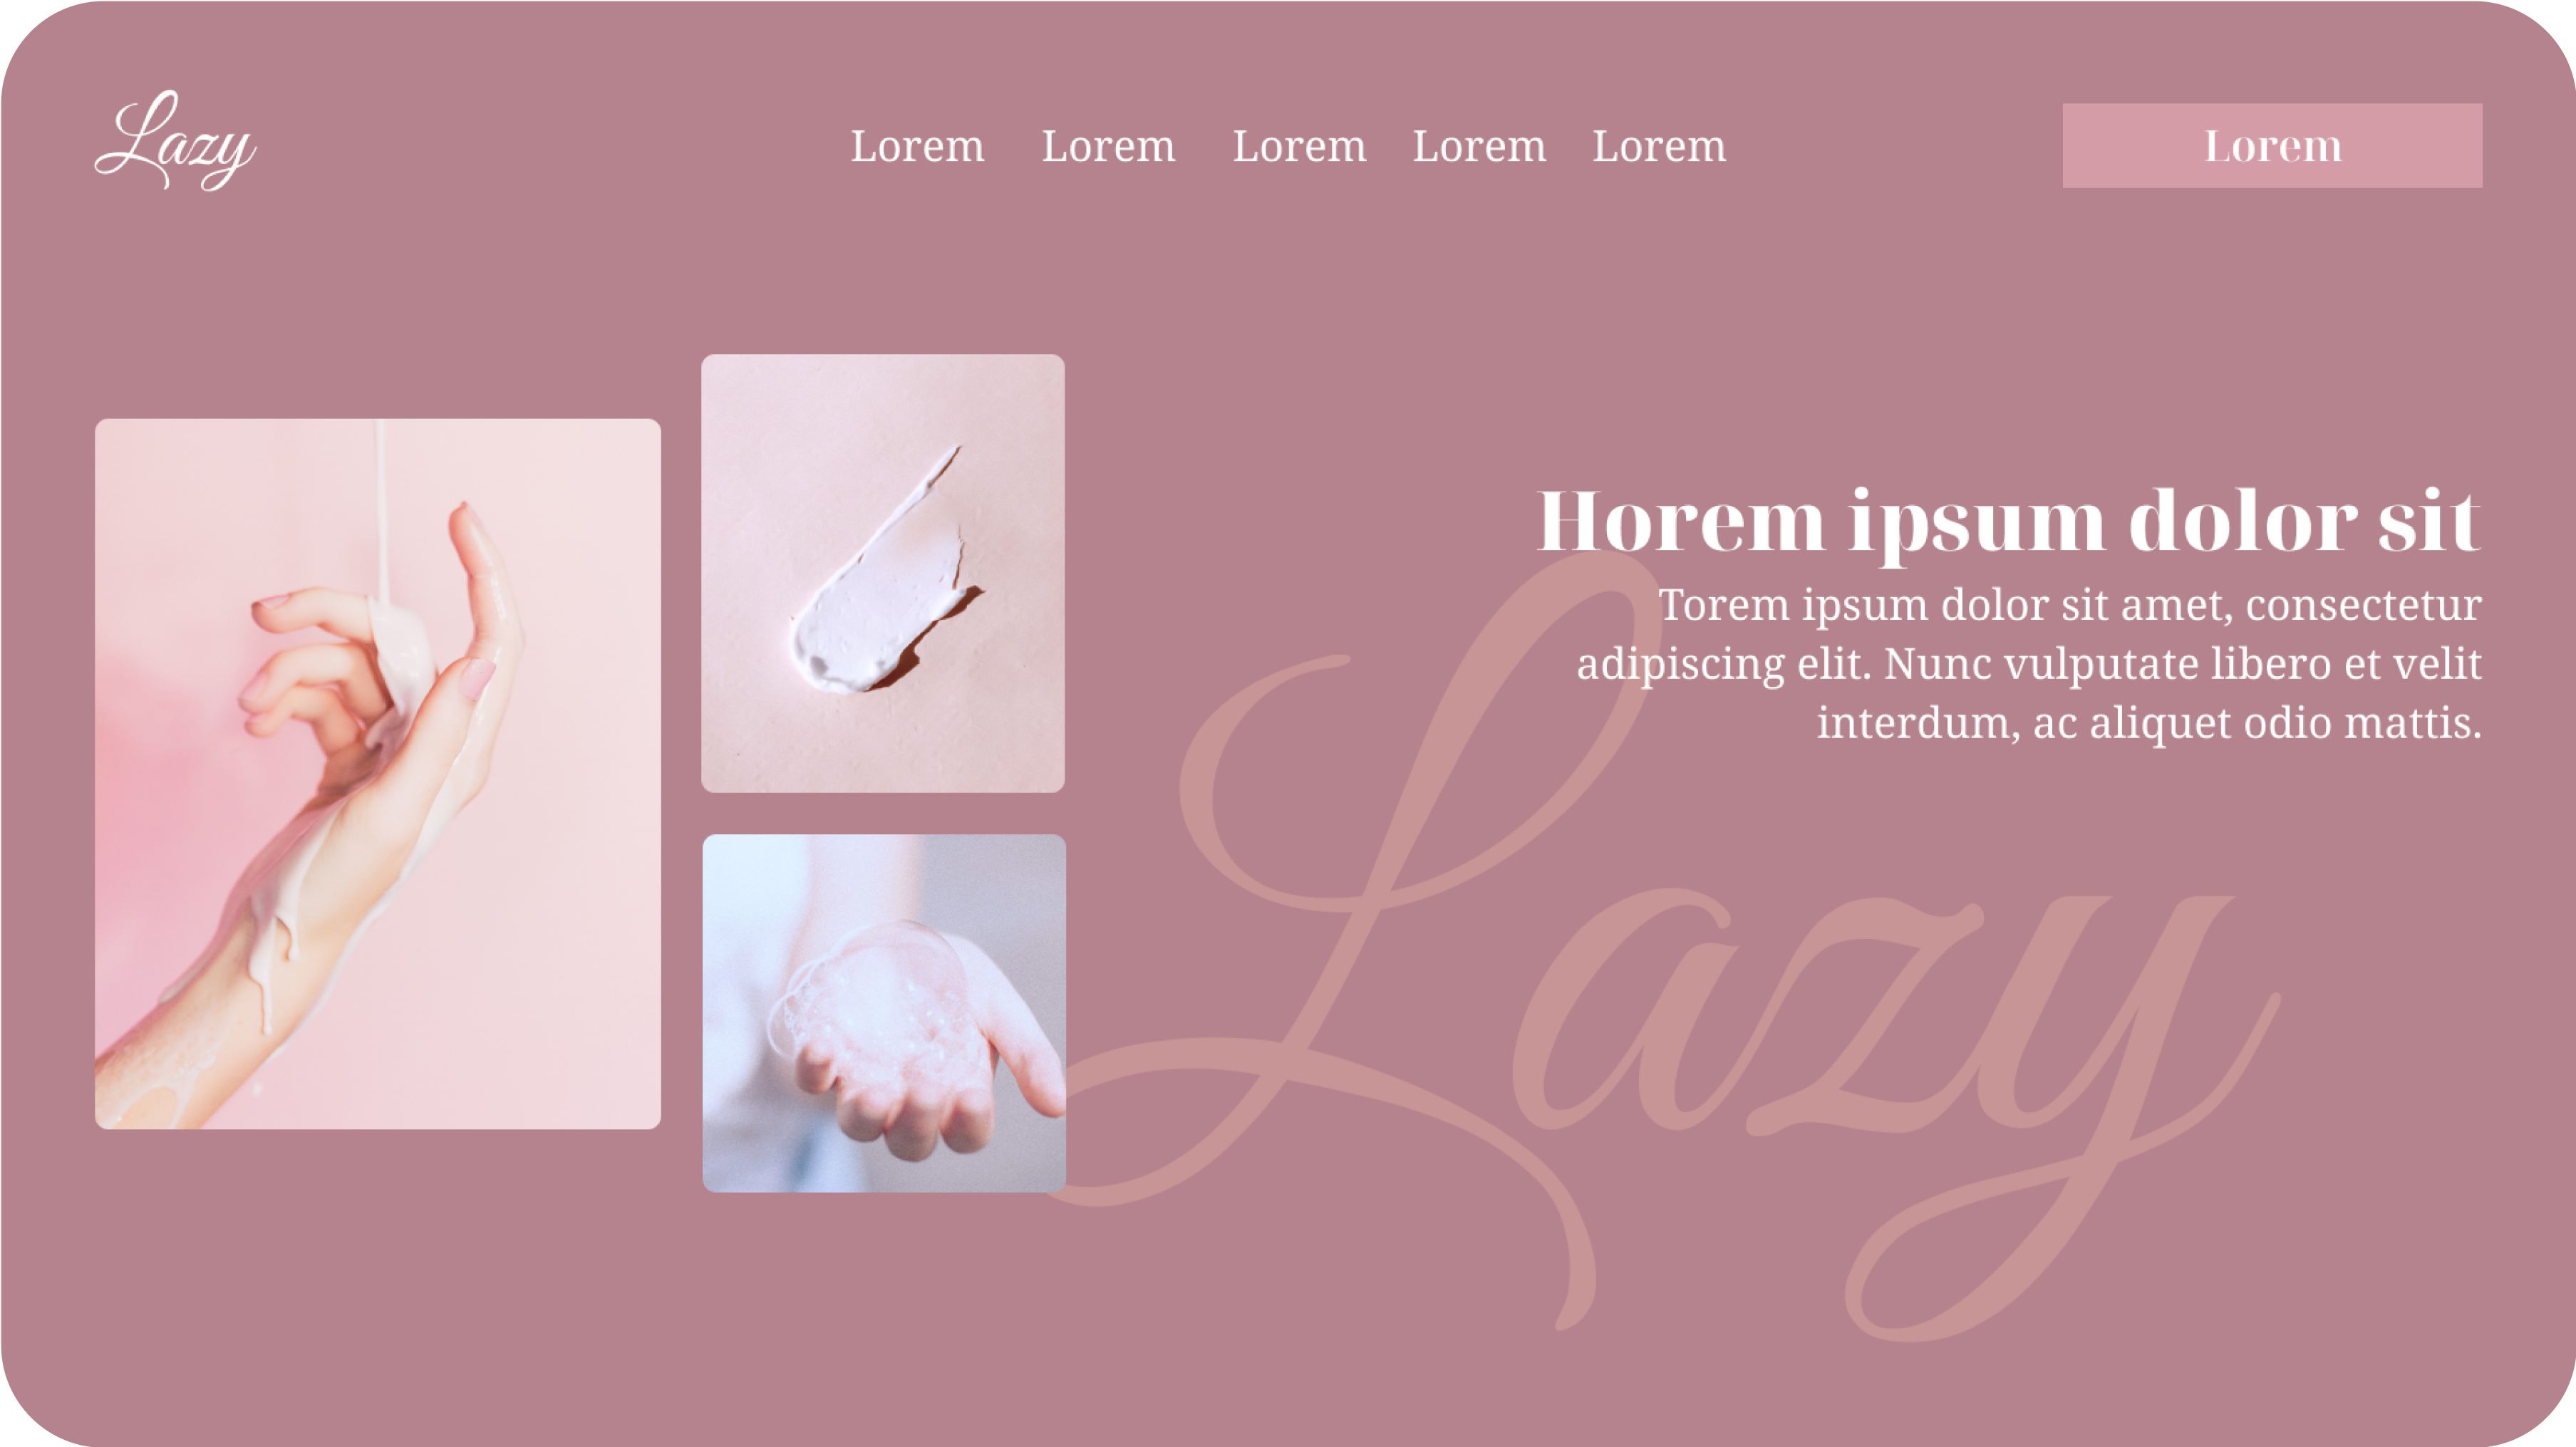 Lazy
Lorem Lorem Lorem Lorem Lorem
Lorem
Horem ipsum dolor sit
Torem ipsum dolor sit amet, consectetur
adipiscing elit. Nunc vulputate libero et velit
interdum, ac aliquet odio mattis.
Lazy